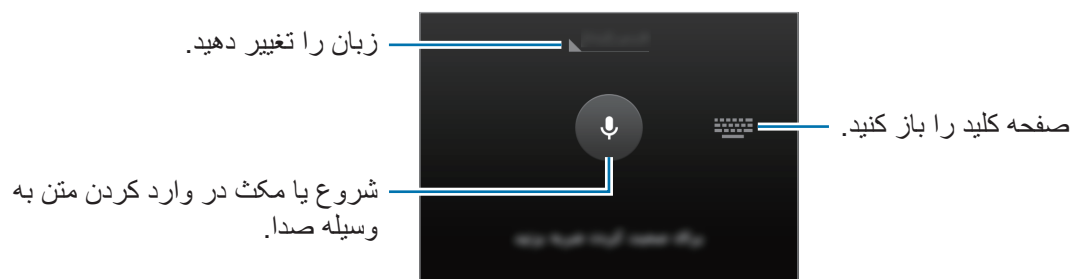 زبان را تغییر دهید.
صفحه کلید را باز کنید.
شروع یا مکث در وارد کردن متن به
وسیله صدا.